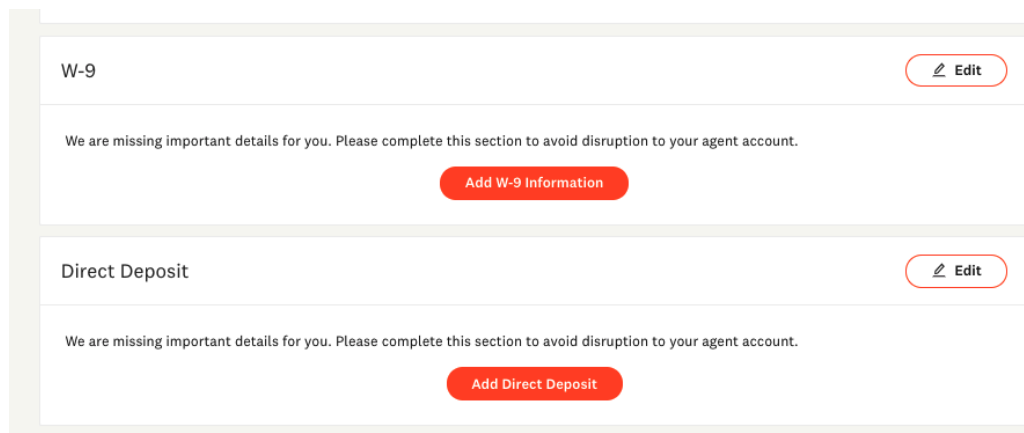 W-9
Edit
We are missing important details for you. Please complete this section to avoid disruption to your agent account.
Add W-9 Information
Direct Deposit
Edit
We are missing important details for you. Please complete this section to avoid disruption to your agent account.
Add Direct Deposit